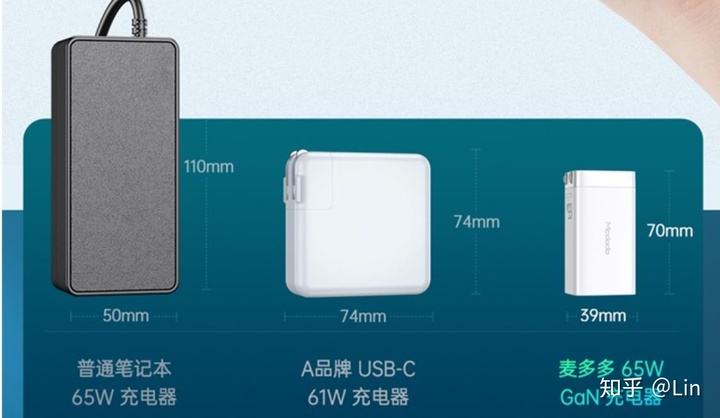 110mm
74mm
70mm
Mcdodo
50mm
74mm
39mm
普通笔记本
65W 充电器
A品牌 USB-C
61W 充电器
麦多多 65W
GaN 充电器
知乎 @Lin